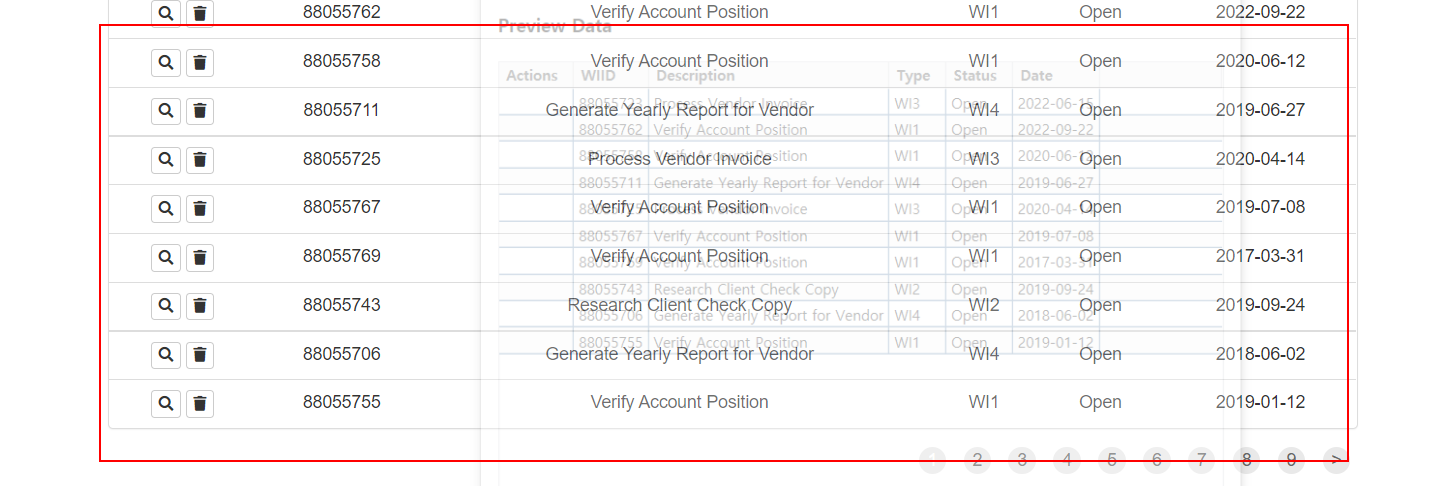 88055762 Verify Account Position WI1 Open 2022-09-22
Preview Data
88055758 Verify Account Position WI1 Open 2020-06-12
Actions WIID Description Type Status Date
88055723 Process Vendor Invoice WI3 Open 2022-06-15
88055711 Generate Yearly Report for Vendor WI4 Open 2019-06-27
88055762 Verify Account Position WI1 Open 2022-09-22
88055758 Verify Account Position WI1 Open 2020-06-12
88055725 Process Vendor Invoice WI3 Open 2020-04-14
88055711 Generate Yearly Report for Vendor WI4 Open 2019-06-27
88055725 Process Vendor Invoice WI3 Open 2020-04-14
88055767 Verify Account Position WI1 Open 2019-07-08
88055767 Verify Account Position WI1 Open 2019-07-08
88055769 Verify Account Position WI1 Open 2017-03-31
88055769 Verify Account Position WI1 Open 2017-03-31
88055743 Research Client Check Copy WI2 Open 2019-09-24
88055743 Research Client Check Copy WI2 Open 2019-09-24
88055706 Generate Yearly Report for Vendor WI4 Open 2018-06-02
88055755 Verify Account Position WI1 Open 2019-01-12
88055706 Generate Yearly Report for Vendor WI4 Open 2018-06-02
88055755 Verify Account Position WI1 Open 2019-01-12
1 2 3 4 5 6 7 8 9 >